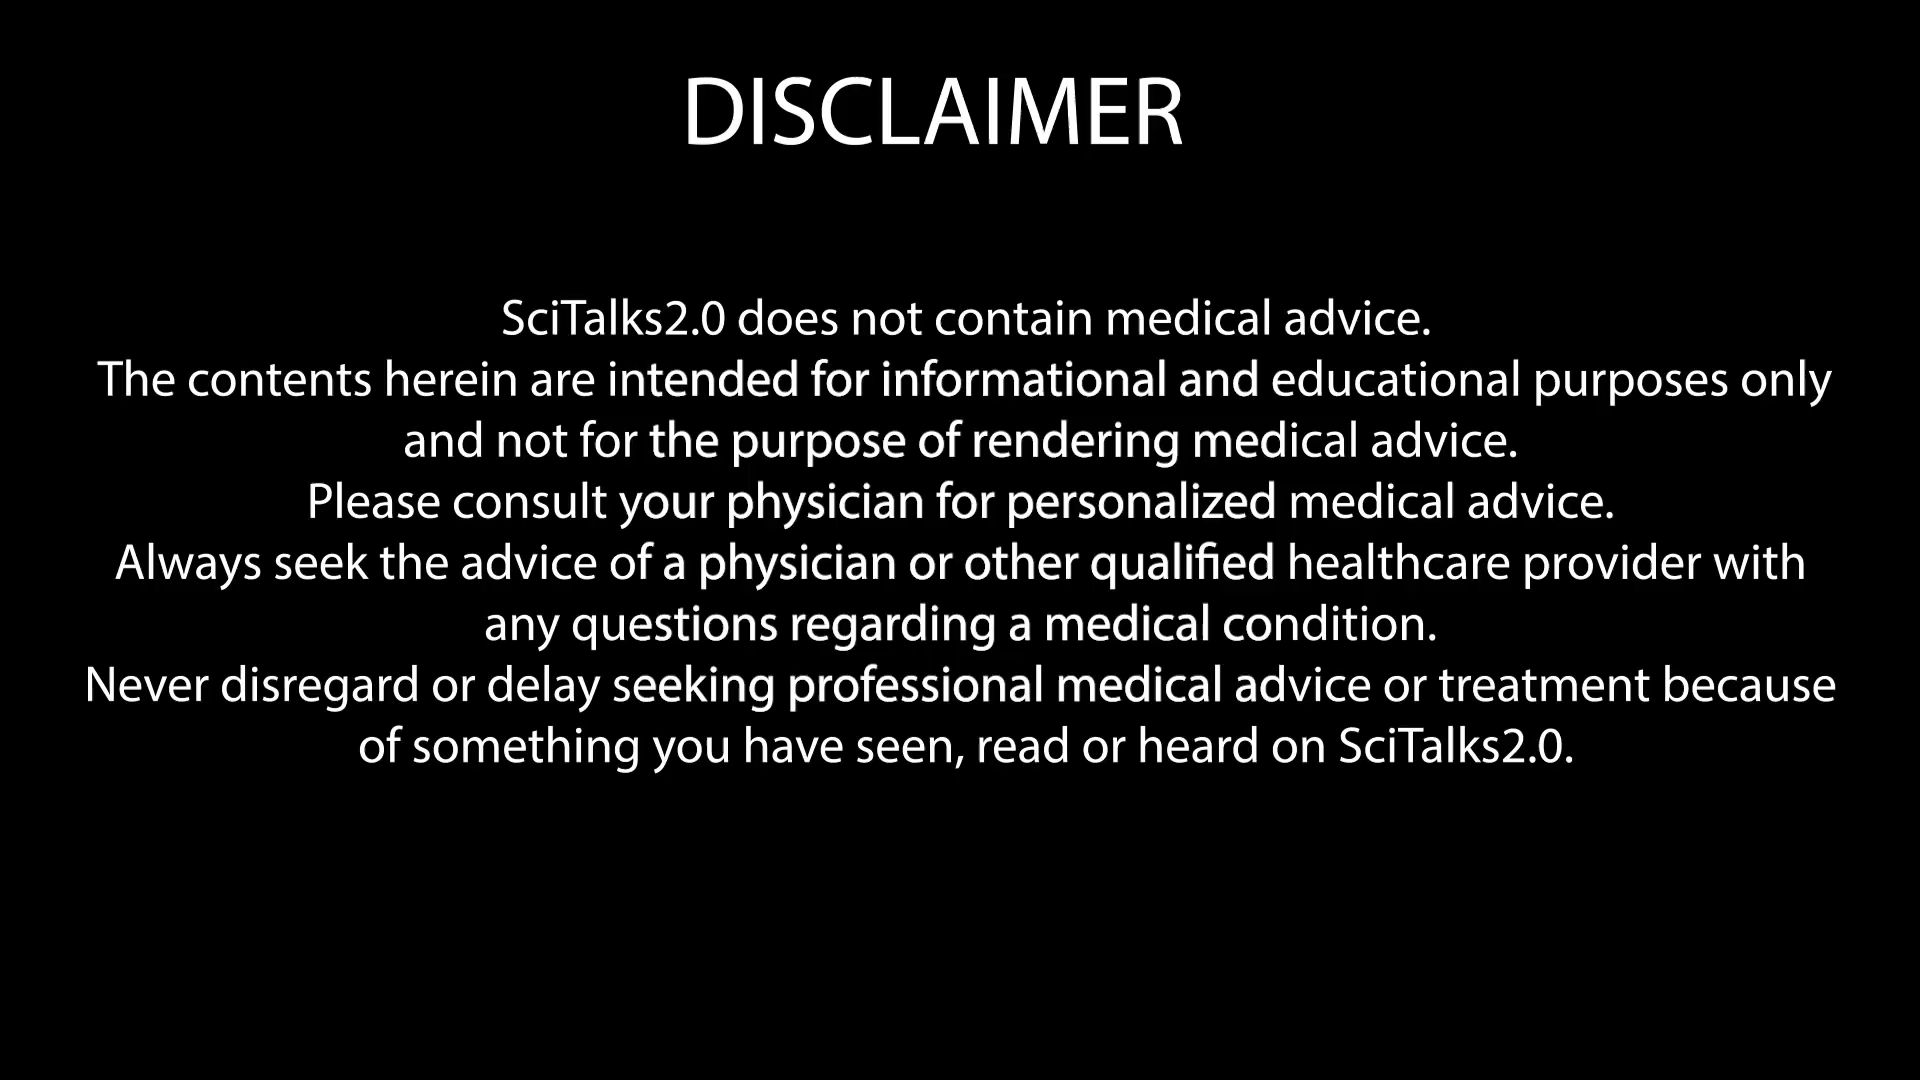 DISCLAIMER
SciTalks2.0 does not contain medical advice.
The contents herein are intended for informational and educational purposes only
and not for the purpose of rendering medical advice.
Please consult your physician for personalized medical advice.
Always seek the advice of a physician or other qualified healthcare provider with
any questions regarding a medical condition.
Never disregard or delay seeking professional medical advice or treatment because
of something you have seen, read or heard on SciTalks2.0.